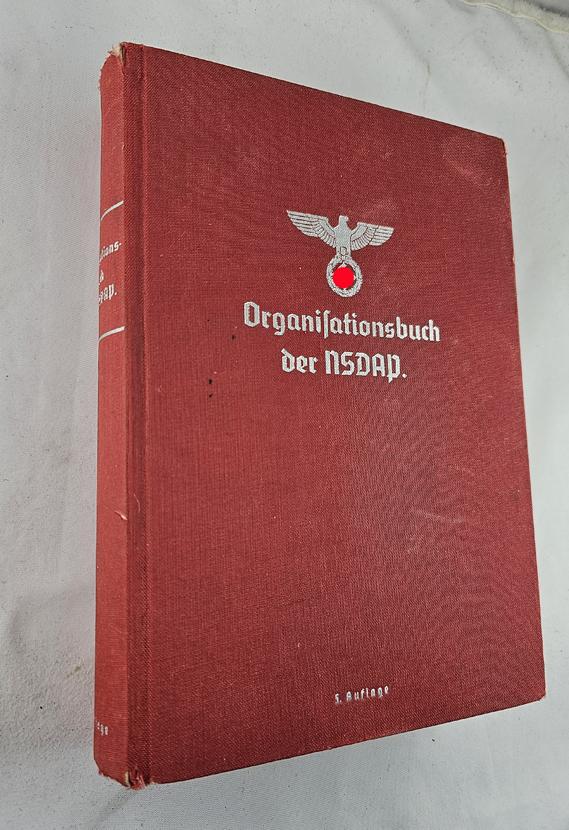 Organiſationsbuch
der NSDAP.
5. Auflage